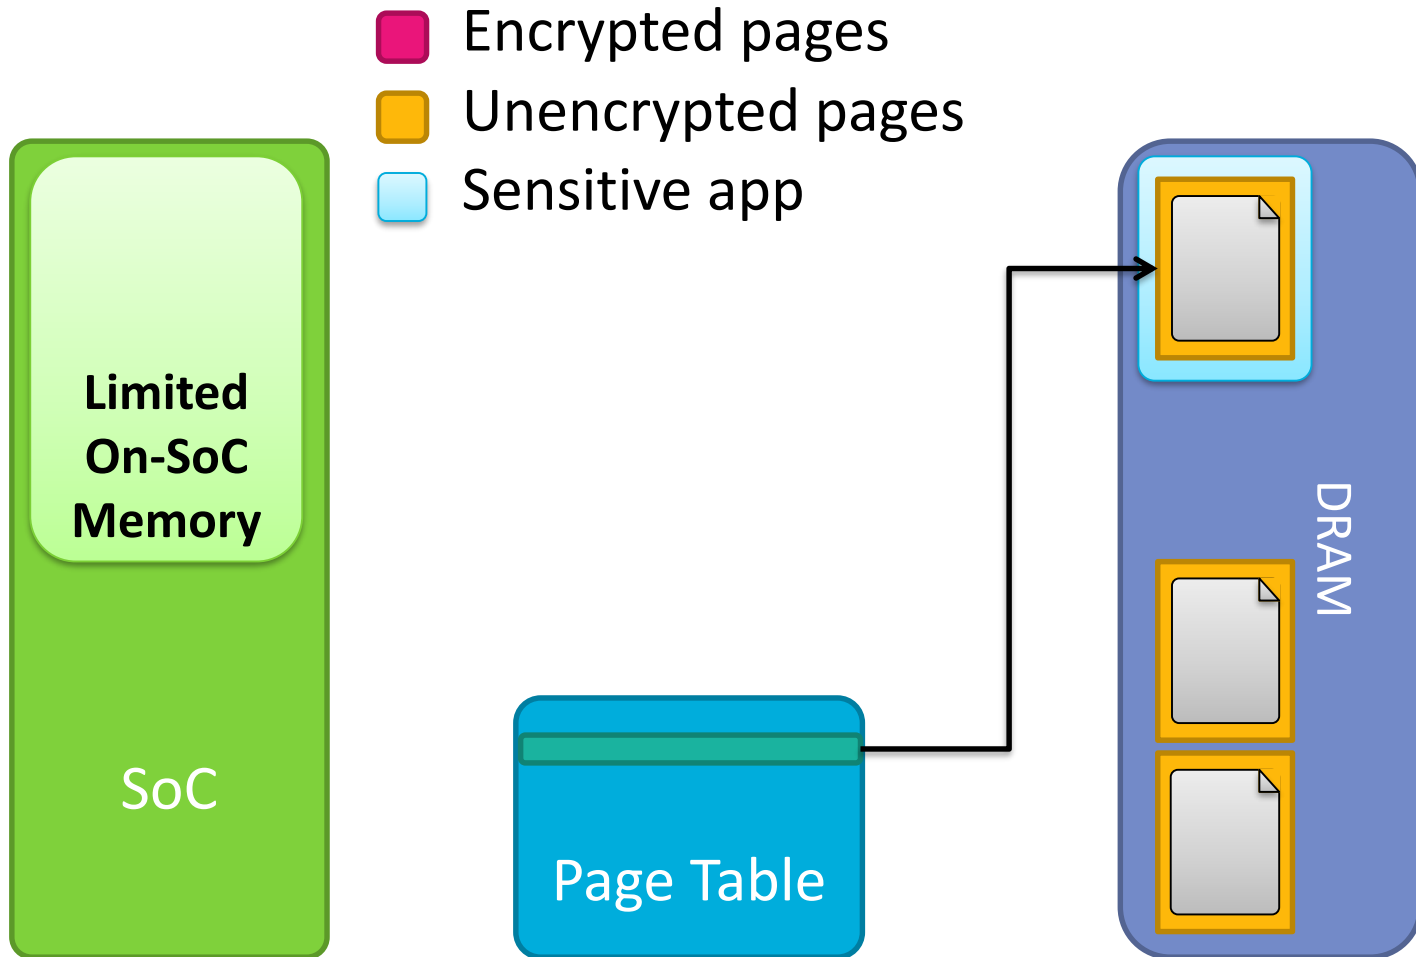 Encrypted pages
Unencrypted pages
Sensitive app
Limited
On-SoC
Memory
SoC
Page Table
DRAM